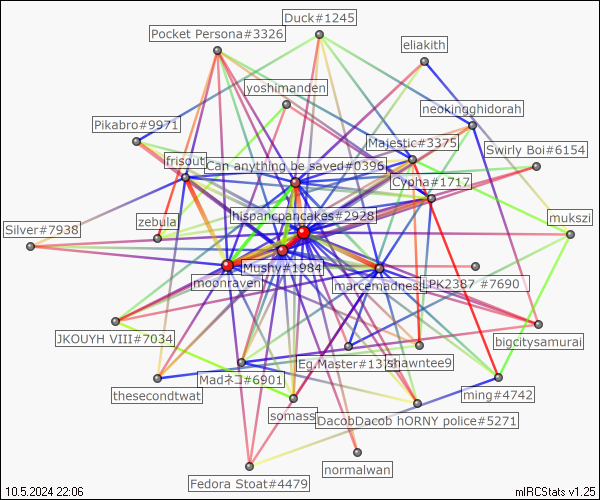 Duck#1245
Pocket Persona#3326
eliakith
yoshimanden
neokingghidorah
Pikabro#9971
Majestic#3375
Swirly Boi#6154
frisout
Can anything be saved#0396
Cypha#1717
hispancpancakes#2928
mukszi
zebula
Silver#7938
Mushy#1984
moonraven
marcemadness
LPK2387 #7690
JKOUYH VIII#7034
bigcitysamurai
Eg.Master#13
shawntee9
Madネコ#6901
thesecondtwat
ming#4742
somass
DacobDacob hORNY police#5271
normalwan
Fedora Stoat#4479
10.5.2024 22:06
mIRCStats v1.25